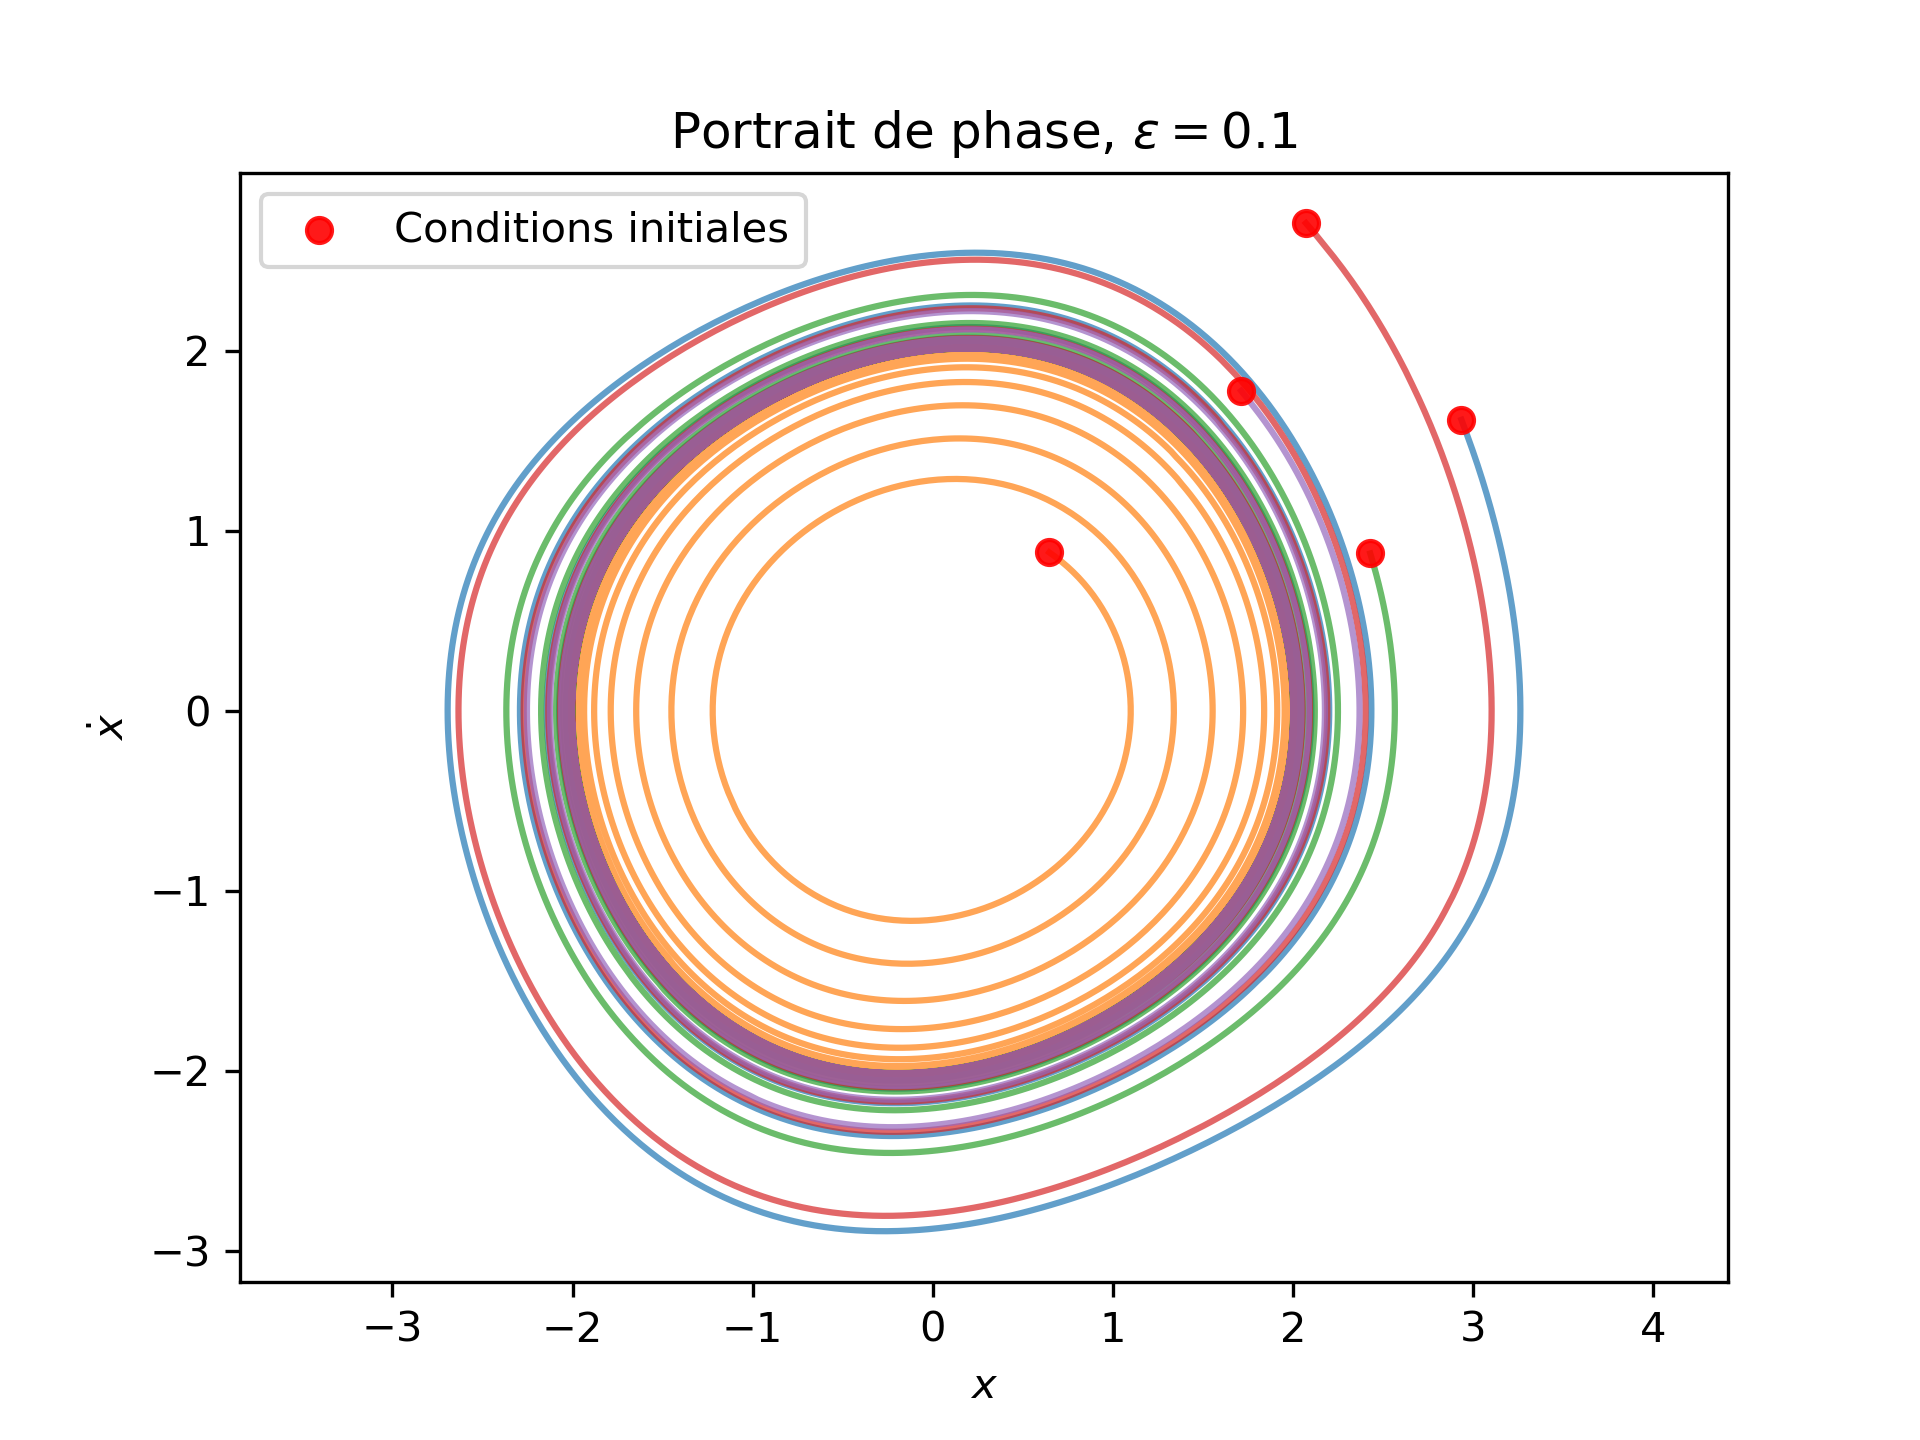 Portrait de phase, ε = 0.1
Conditions initiales
2
1
0
−1
−2
−3
ẋ
−3 −2 −1 0 1 2 3 4
x